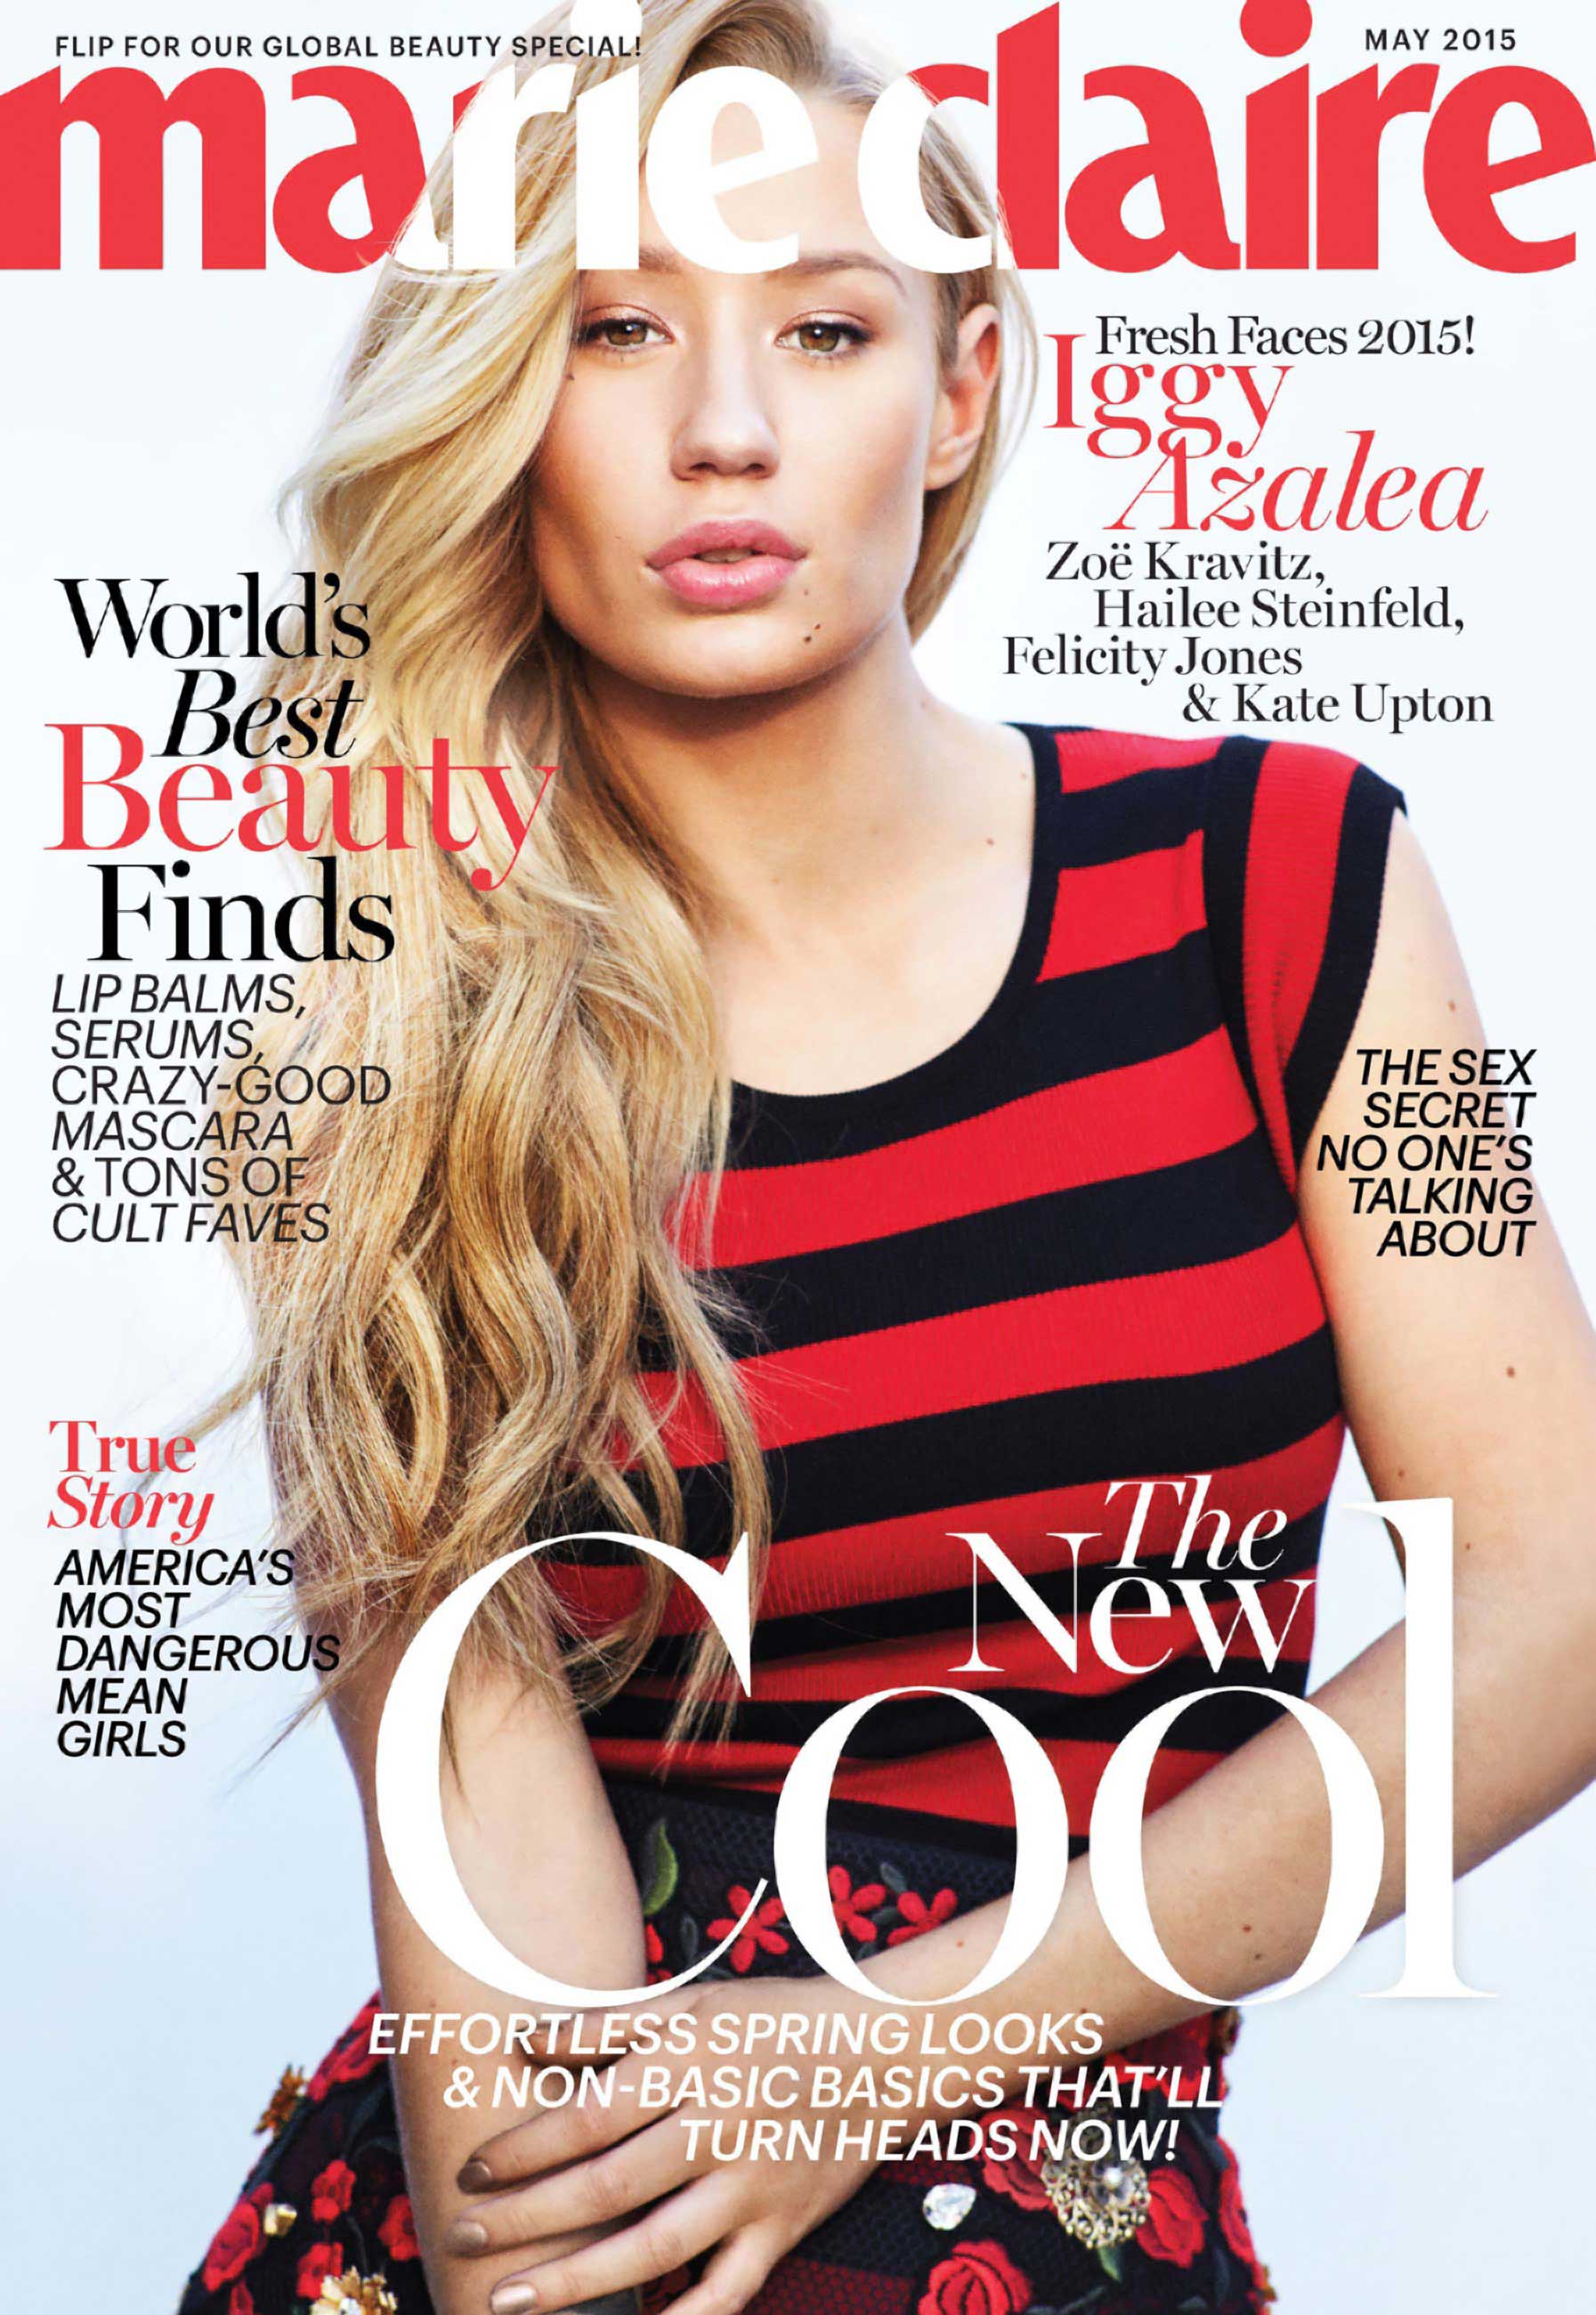 FLIP FOR OUR GLOBAL BEAUTY SPECIAL!
MAY 2015
marie claire
Fresh Faces 2015!
Iggy
Azalea
Zoë Kravitz,
Hailee Steinfeld,
Felicity Jones
& Kate Upton
World's
Best
Beauty
Finds
LIP BALMS,
SERUMS,
CRAZY-GOOD
MASCARA
& TONS OF
CULT FAVES
THE SEX
SECRET
NO ONE'S
TALKING
ABOUT
True
Story
AMERICA'S
MOST
DANGEROUS
MEAN
GIRLS
The
New
Cool
EFFORTLESS SPRING LOOKS
& NON-BASIC BASICS THAT'LL
TURN HEADS NOW!